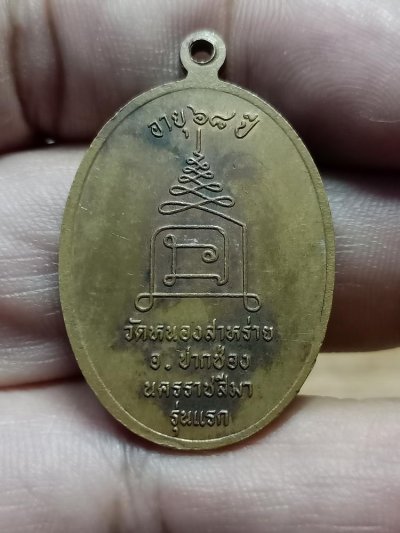 อายุ ๖๘ ปี
วัดหนองสาหร่าย
อ.ปากช่อง
นครราชสีมา
รุ่นแรก